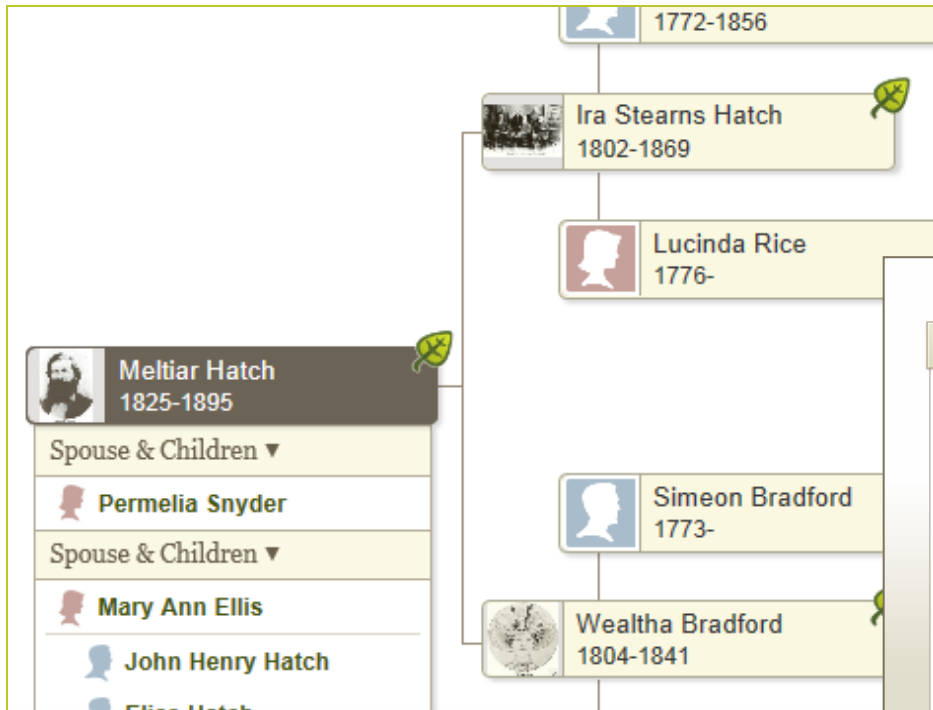 1772-1856
Ira Stearns Hatch
1802-1869
Lucinda Rice
1776-
Meltiar Hatch
1825-1895
Spouse & Children ▼
Permelia Snyder
Spouse & Children ▼
Mary Ann Ellis
John Henry Hatch
Simeon Bradford
1773-
Wealtha Bradford
1804-1841